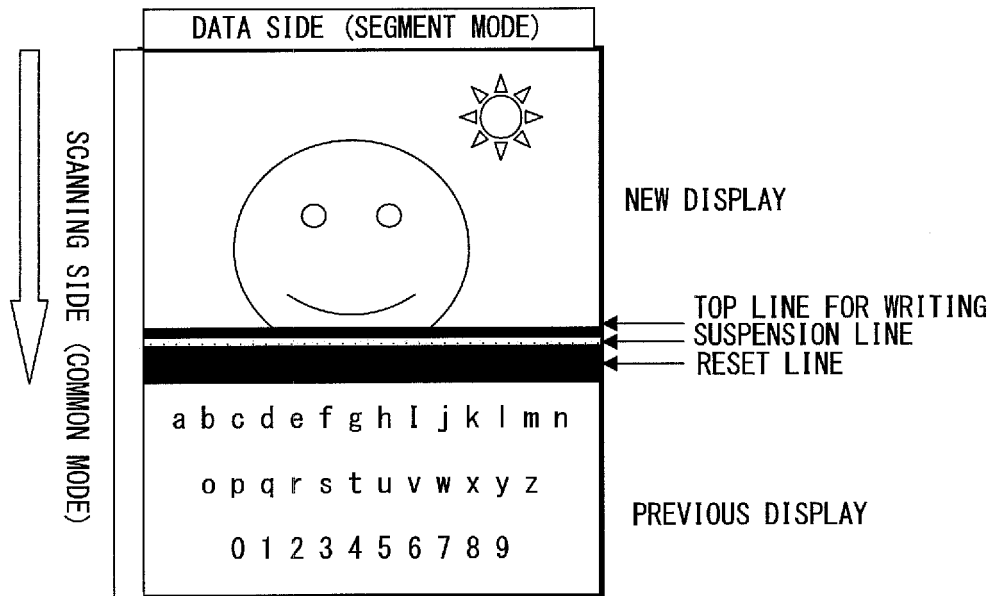 DATA SIDE (SEGMENT MODE)
SCANNING SIDE (COMMON MODE)
NEW DISPLAY
TOP LINE FOR WRITING
SUSPENSION LINE
RESET LINE
a b c d e f g h I j k l m n
o p q r s t u v w x y z
PREVIOUS DISPLAY
0 1 2 3 4 5 6 7 8 9